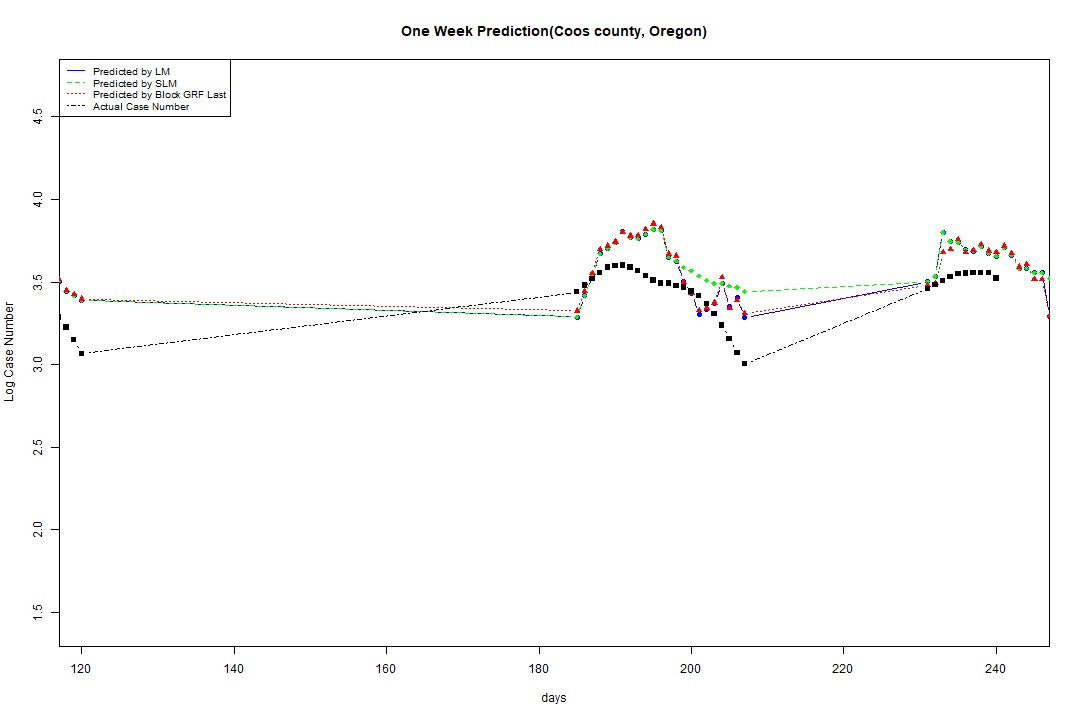 One Week Prediction(Coos county, Oregon)
Predicted by LM
Predicted by SLM
Predicted by Block GRF Last
Actual Case Number
Log Case Number
4.5
4.0
3.5
3.0
2.5
2.0
1.5
120 140 160 180 200 220 240
days